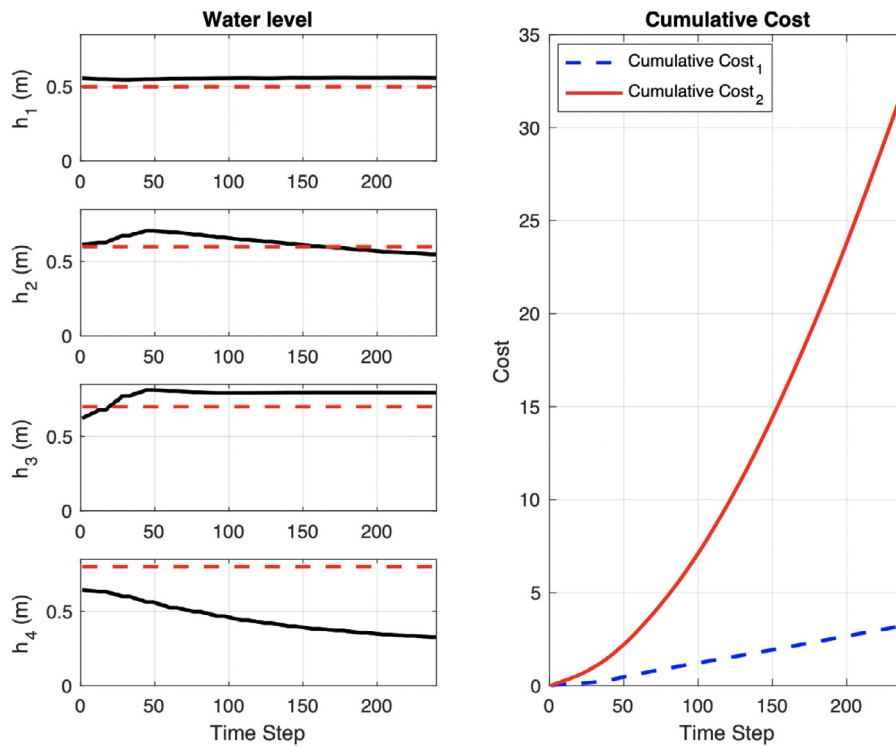 Water level
h1 (m)
0.5
0
0 50 100 150 200
h2 (m)
0.5
0
0 50 100 150 200
h3 (m)
0.5
0
0 50 100 150 200
h4 (m)
0.5
0
0 50 100 150 200
Time Step
Cumulative Cost
Cumulative Cost1
Cumulative Cost2
Cost
35
30
25
20
15
10
5
0
0 50 100 150 200
Time Step